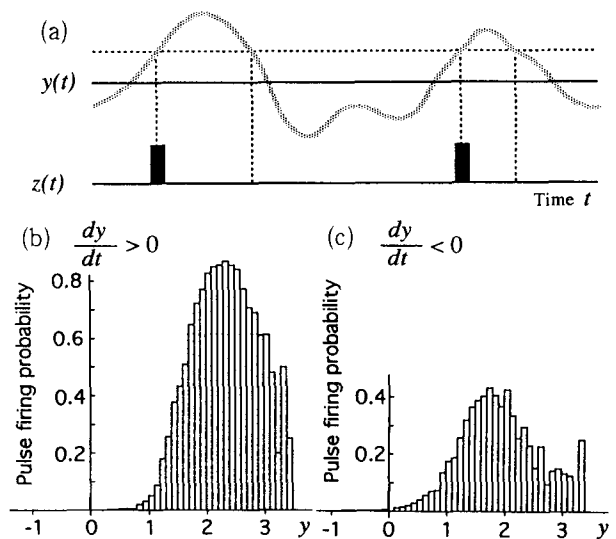 (a)
y(t)
z(t)
Time t
(b) dy/dt > 0
(c) dy/dt < 0
Pulse firing probability
0.8
0.6
0.4
0.2
-1 0 1 2 3 y
Pulse firing probability
0.4
0.2
-1 0 1 2 3 y